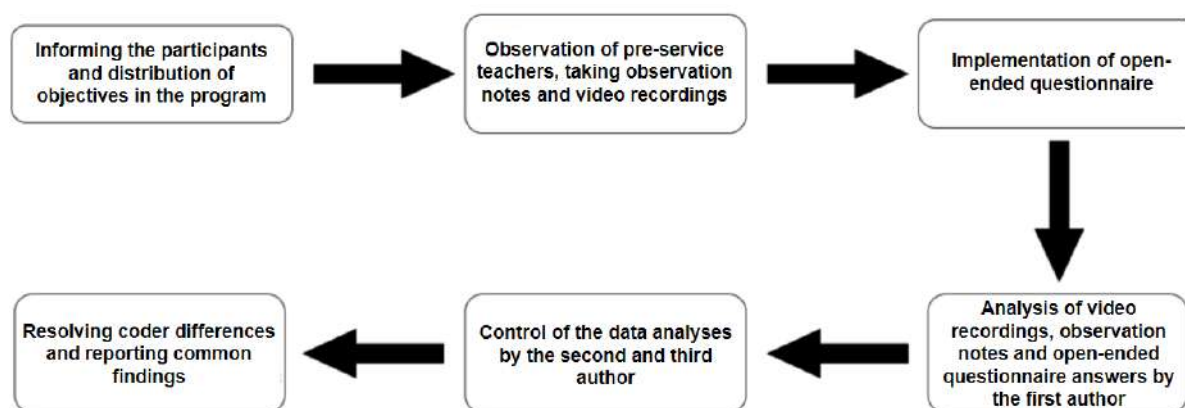 Informing the participants
and distribution of
objectives in the program
Observation of pre-service
teachers, taking observation
notes and video recordings
Implementation of open-
ended questionnaire
Analysis of video
recordings, observation
notes and open-ended
questionnaire answers by
the first author
Control of the data analyses
by the second and third
author
Resolving coder differences
and reporting common
findings